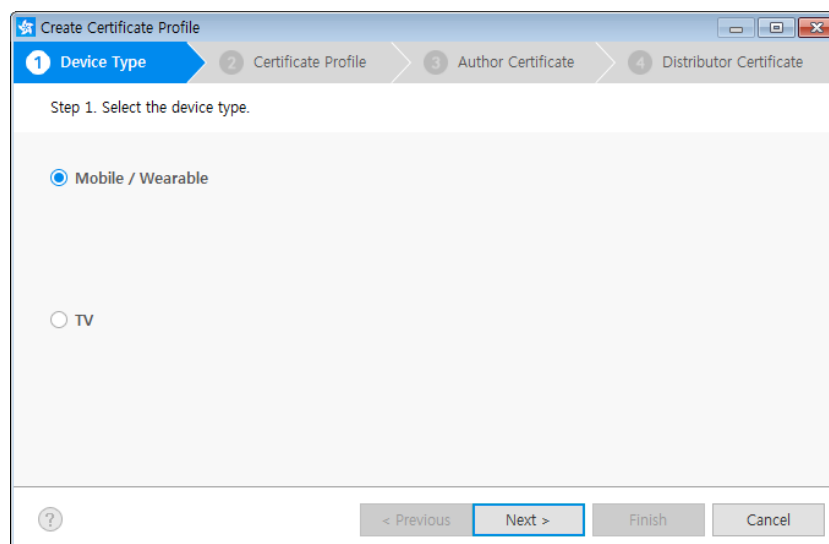 Create Certificate Profile
1 Device Type 2 Certificate Profile 3 Author Certificate 4 Distributor Certificate
Step 1. Select the device type.
Mobile / Wearable
TV
? < Previous Next > Finish Cancel